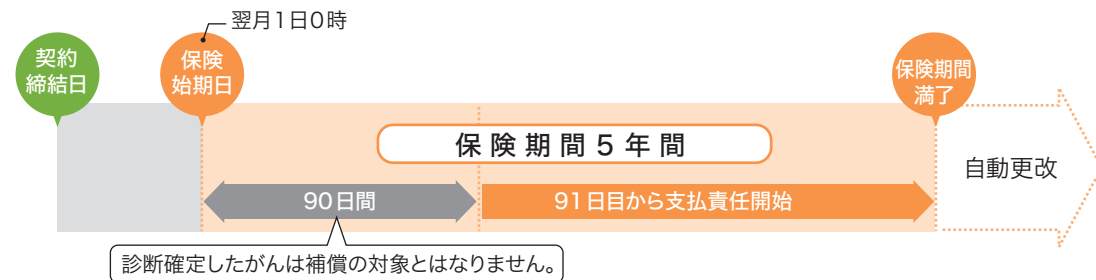 翌月1日0時
契約
締結日
保険
始期日
保険期間
満了
保険期間5年間
自動更改
90日間
91日目から支払責任開始
診断確定したがんは補償の対象とはなりません。